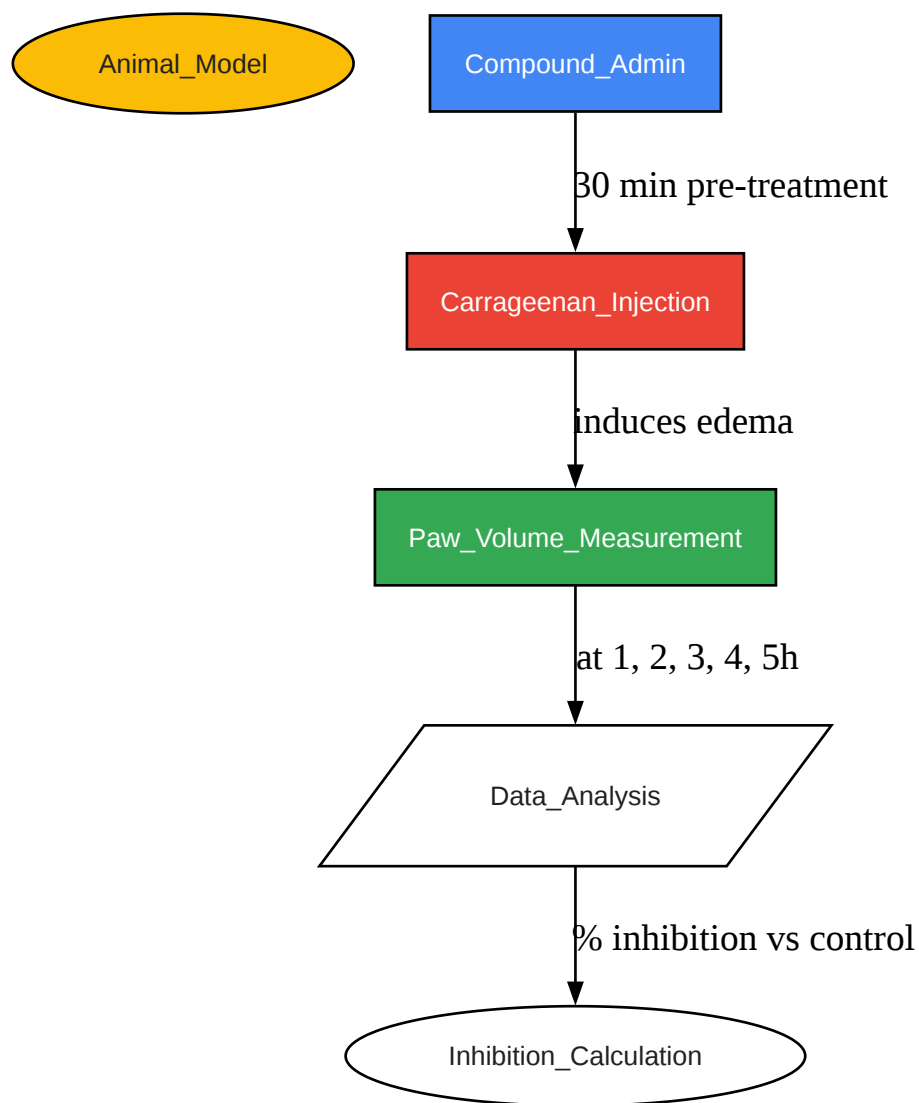 Animal_Model
Compound_Admin
30 min pre-treatment
Carrageenan_Injection
induces edema
Paw_Volume_Measurement
at 1, 2, 3, 4, 5h
Data_Analysis
% inhibition vs control
Inhibition_Calculation